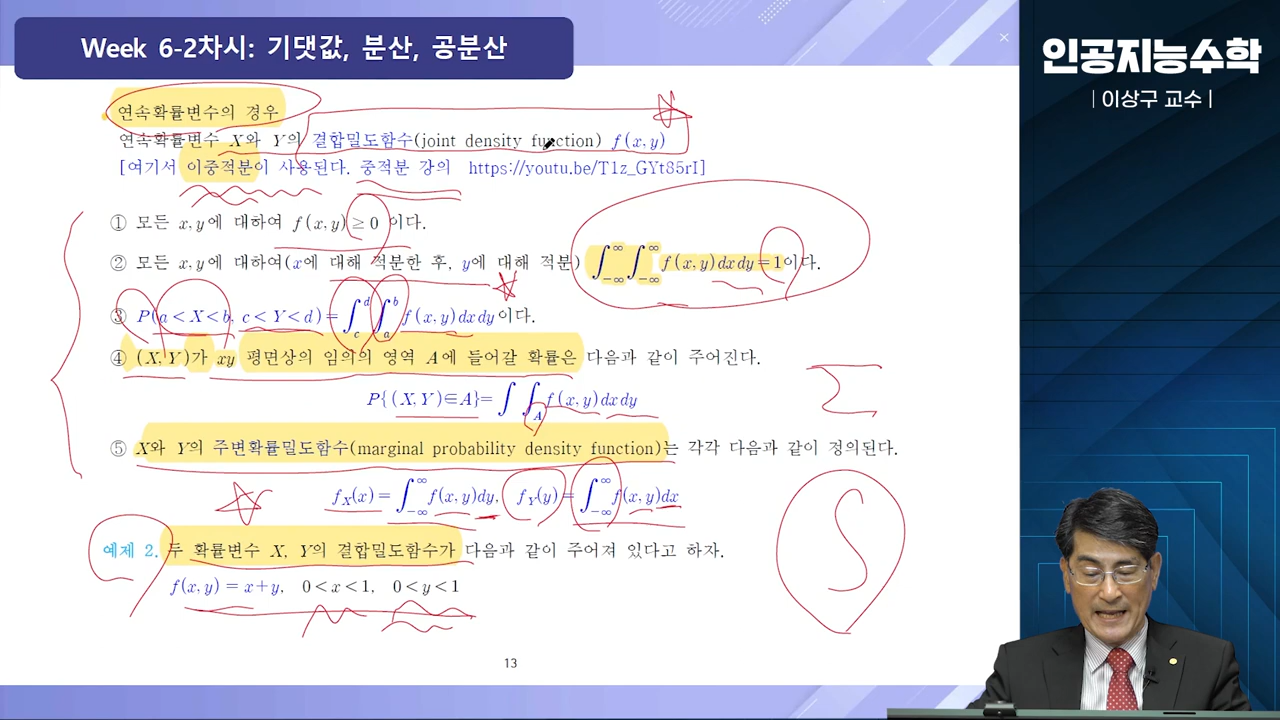 Week 6-2차시: 기댓값, 분산, 공분산
인공지능수학
| 이상구 교수 |
연속확률변수의 경우
연속확률변수 X와 Y의 결합밀도함수(joint density function) f(x,y)
[여기서 이중적분이 사용된다. 중적분 강의 https://youtu.be/T1z_GYt85rI]
① 모든 x,y에 대하여 f(x,y) ≥ 0 이다.
② 모든 x,y에 대하여(x에 대해 적분한 후, y에 대해 적분) ∫_{-∞}^{∞} ∫_{-∞}^{∞} f(x,y)dxdy=1이다.
③ P(a<X<b, c<Y<d)=∫_c^d ∫_a^b f(x,y)dxdy이다.
④ (X,Y)가 xy 평면상의 임의의 영역 A에 들어갈 확률은 다음과 같이 주어진다.
P{(X,Y)∈A}=∫∫_A f(x,y)dxdy
⑤ X와 Y의 주변확률밀도함수(marginal probability density function)는 각각 다음과 같이 정의된다.
f_X(x)=∫_{-∞}^{∞} f(x,y)dy, f_Y(y)=∫_{-∞}^{∞} f(x,y)dx
예제 2. 두 확률변수 X, Y의 결합밀도함수가 다음과 같이 주어져 있다고 하자.
f(x,y)=x+y, 0<x<1, 0<y<1
Σ
∫
13